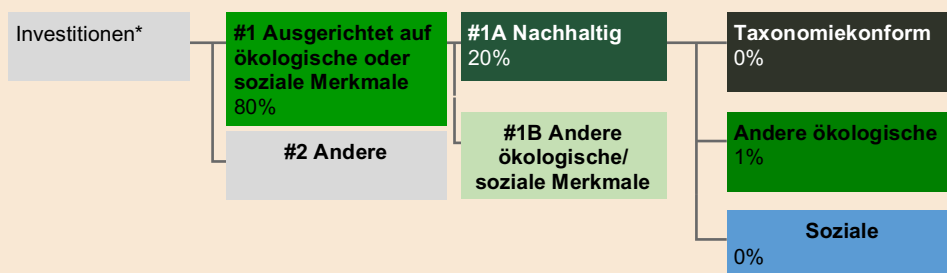 Investitionen*
#1 Ausgerichtet auf
ökologische oder
soziale Merkmale
80%
#2 Andere
#1A Nachhaltig
20%
#1B Andere
ökologische/
soziale Merkmale
Taxonomiekonform
0%
Andere ökologische
1%
Soziale
0%